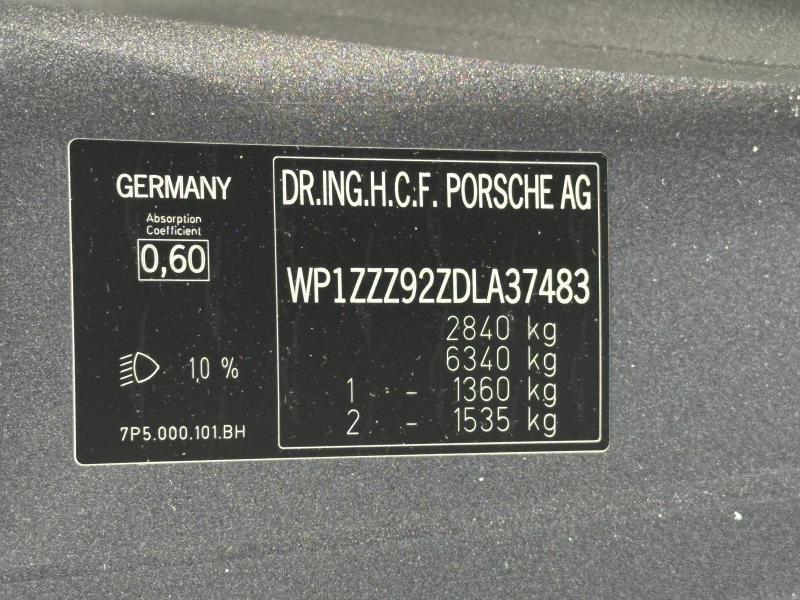 GERMANY
Absorption
Coefficient
0,60
1,0 %
7P5.000.101.BH
DR.ING.H.C.F. PORSCHE AG
WP1ZZZ92ZDLA37483
2840 kg
6340 kg
1 - 1360 kg
2 - 1535 kg